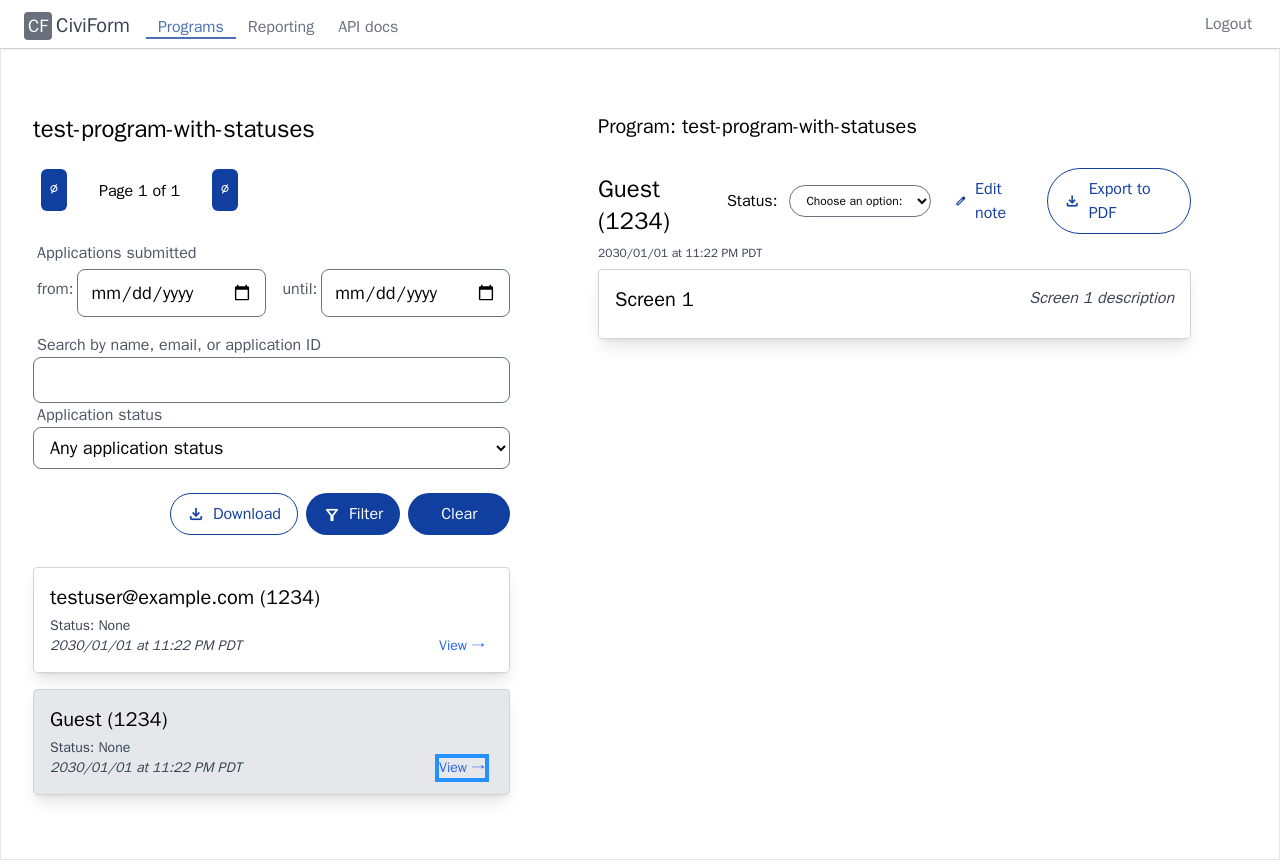 CF CiviForm Programs Reporting API docs Logout
test-program-with-statuses
∅ Page 1 of 1 ∅
Applications submitted
from: mm/dd/yyyy until: mm/dd/yyyy
Search by name, email, or application ID
Application status
Any application status
Download Filter Clear
testuser@example.com (1234)
Status: None
2030/01/01 at 11:22 PM PDT View →
Guest (1234)
Status: None
2030/01/01 at 11:22 PM PDT View →
Program: test-program-with-statuses
Guest
(1234)
Status: Choose an option:
Edit
note
Export to
PDF
2030/01/01 at 11:22 PM PDT
Screen 1 Screen 1 description